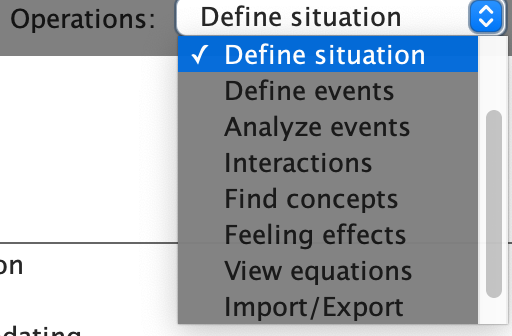 Operations: Define situation
✓ Define situation
Define events
Analyze events
Interactions
Find concepts
Feeling effects
View equations
Import/Export
on
dating